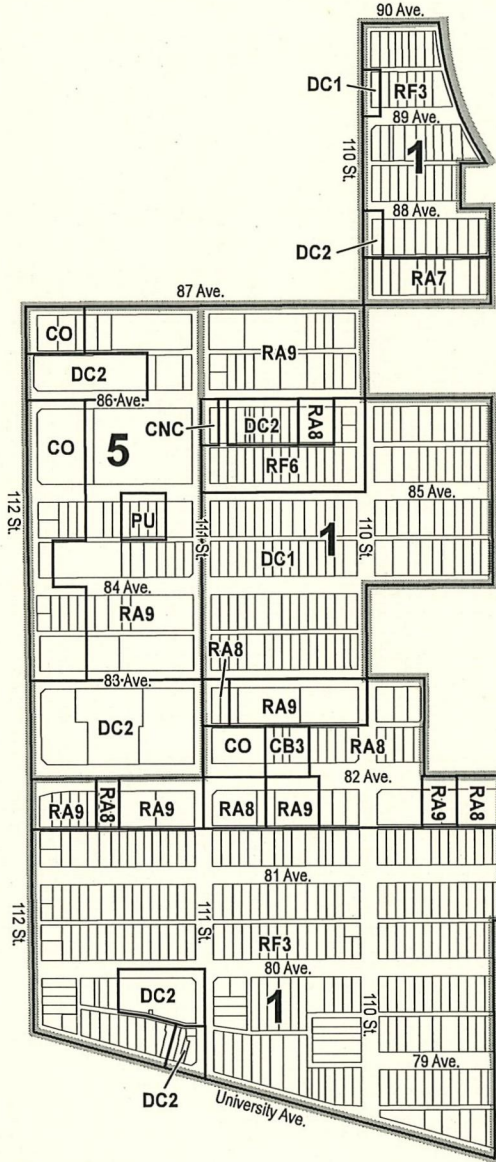 90 Ave.
DC1
RF3
89 Ave.
1
110 St.
88 Ave.
DC2
RA7
87 Ave.
CO
RA9
DC2
86 Ave.
CNC
DC2
RA8
CO
5
RF6
112 St.
85 Ave.
PU
111 St.
1
110 St.
DC1
84 Ave.
RA9
RA8
83 Ave.
RA9
DC2
CO
CB3
RA8
82 Ave.
RA9
RA8
RA9
RA8
RA9
RA9
RA8
81 Ave.
112 St.
111 St.
RF3
80 Ave.
DC2
1
110 St.
79 Ave.
DC2
University Ave.